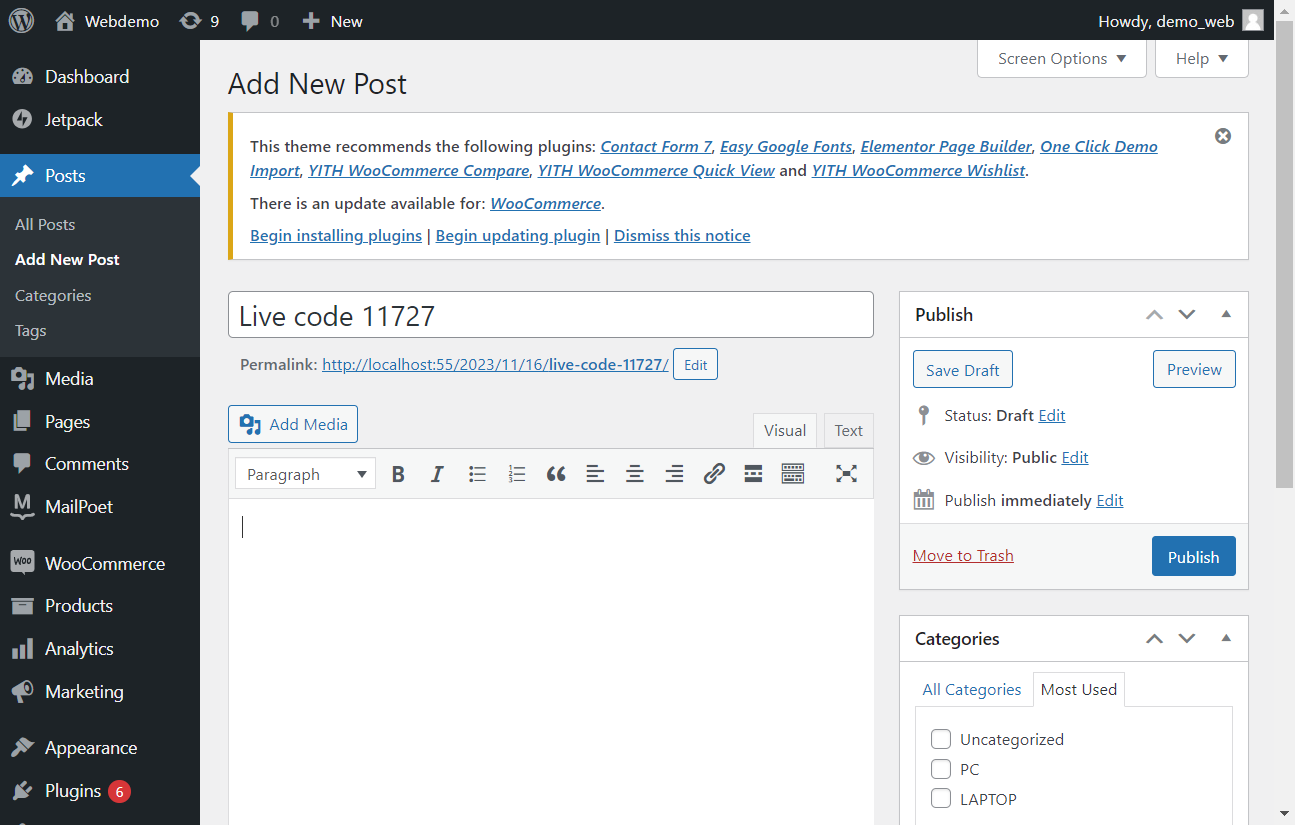 Webdemo 9 0 New Howdy, demo_web
Dashboard
Jetpack
Posts
All Posts
Add New Post
Categories
Tags
Media
Pages
Comments
MailPoet
WooCommerce
Products
Analytics
Marketing
Appearance
Plugins 6
Screen Options Help
Add New Post
This theme recommends the following plugins: Contact Form 7, Easy Google Fonts, Elementor Page Builder, One Click Demo
Import, YITH WooCommerce Compare, YITH WooCommerce Quick View and YITH WooCommerce Wishlist.
There is an update available for: WooCommerce.
Begin installing plugins | Begin updating plugin | Dismiss this notice
Live code 11727
Permalink: http://localhost:55/2023/11/16/live-code-11727/ Edit
Add Media
Visual Text
Paragraph B I
Publish
Save Draft Preview
Status: Draft Edit
Visibility: Public Edit
Publish immediately Edit
Move to Trash Publish
Categories
All Categories Most Used
Uncategorized
PC
LAPTOP